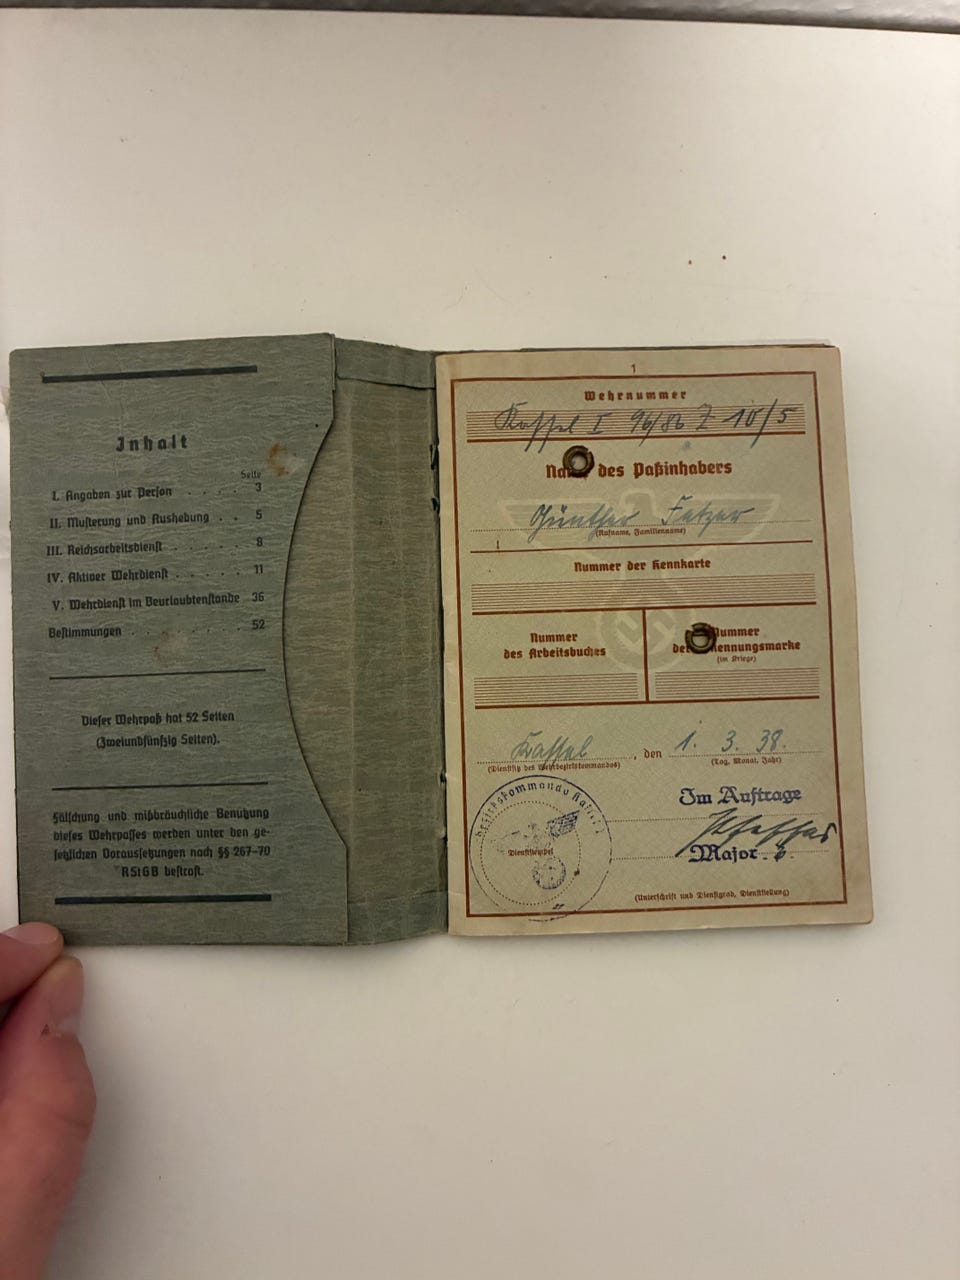 Inhalt
Seite
I. Angaben zur Person . . . . . 3
II. Musterung und Aushebung . . 5
III. Reichsarbeitsdienst . . . . . . 8
IV. Aktiver Wehrdienst . . . . . 11
V. Wehrdienst im Beurlaubtenstande 36
Bestimmungen . . . . . . . . 52
Dieser Wehrpaß hat 52 Seiten
(Zweiundfünfzig Seiten).
Fälschung und mißbräuchliche Benutzung
dieses Wehrpasses werden unter den ge-
setzlichen Voraussetzungen nach §§ 267-70
RStGB bestraft.
1
Wehrnummer
Kassel I 96/86 Z 10/5
des Paßinhabers
Günther Fetzer
(Rufname, Familienname)
Nummer der Kennkarte
Nummer
des Arbeitsbuches
Nummer
der Erkennungsmarke
(im Kriege)
Kassel, den 1. 3. 38.
(Dienstsitz des Wehrbezirkskommandos) (Tag, Monat, Jahr)
Im Auftrage
Dienststempel
Major.
(Unterschrift und Dienstgrad, Dienststellung)